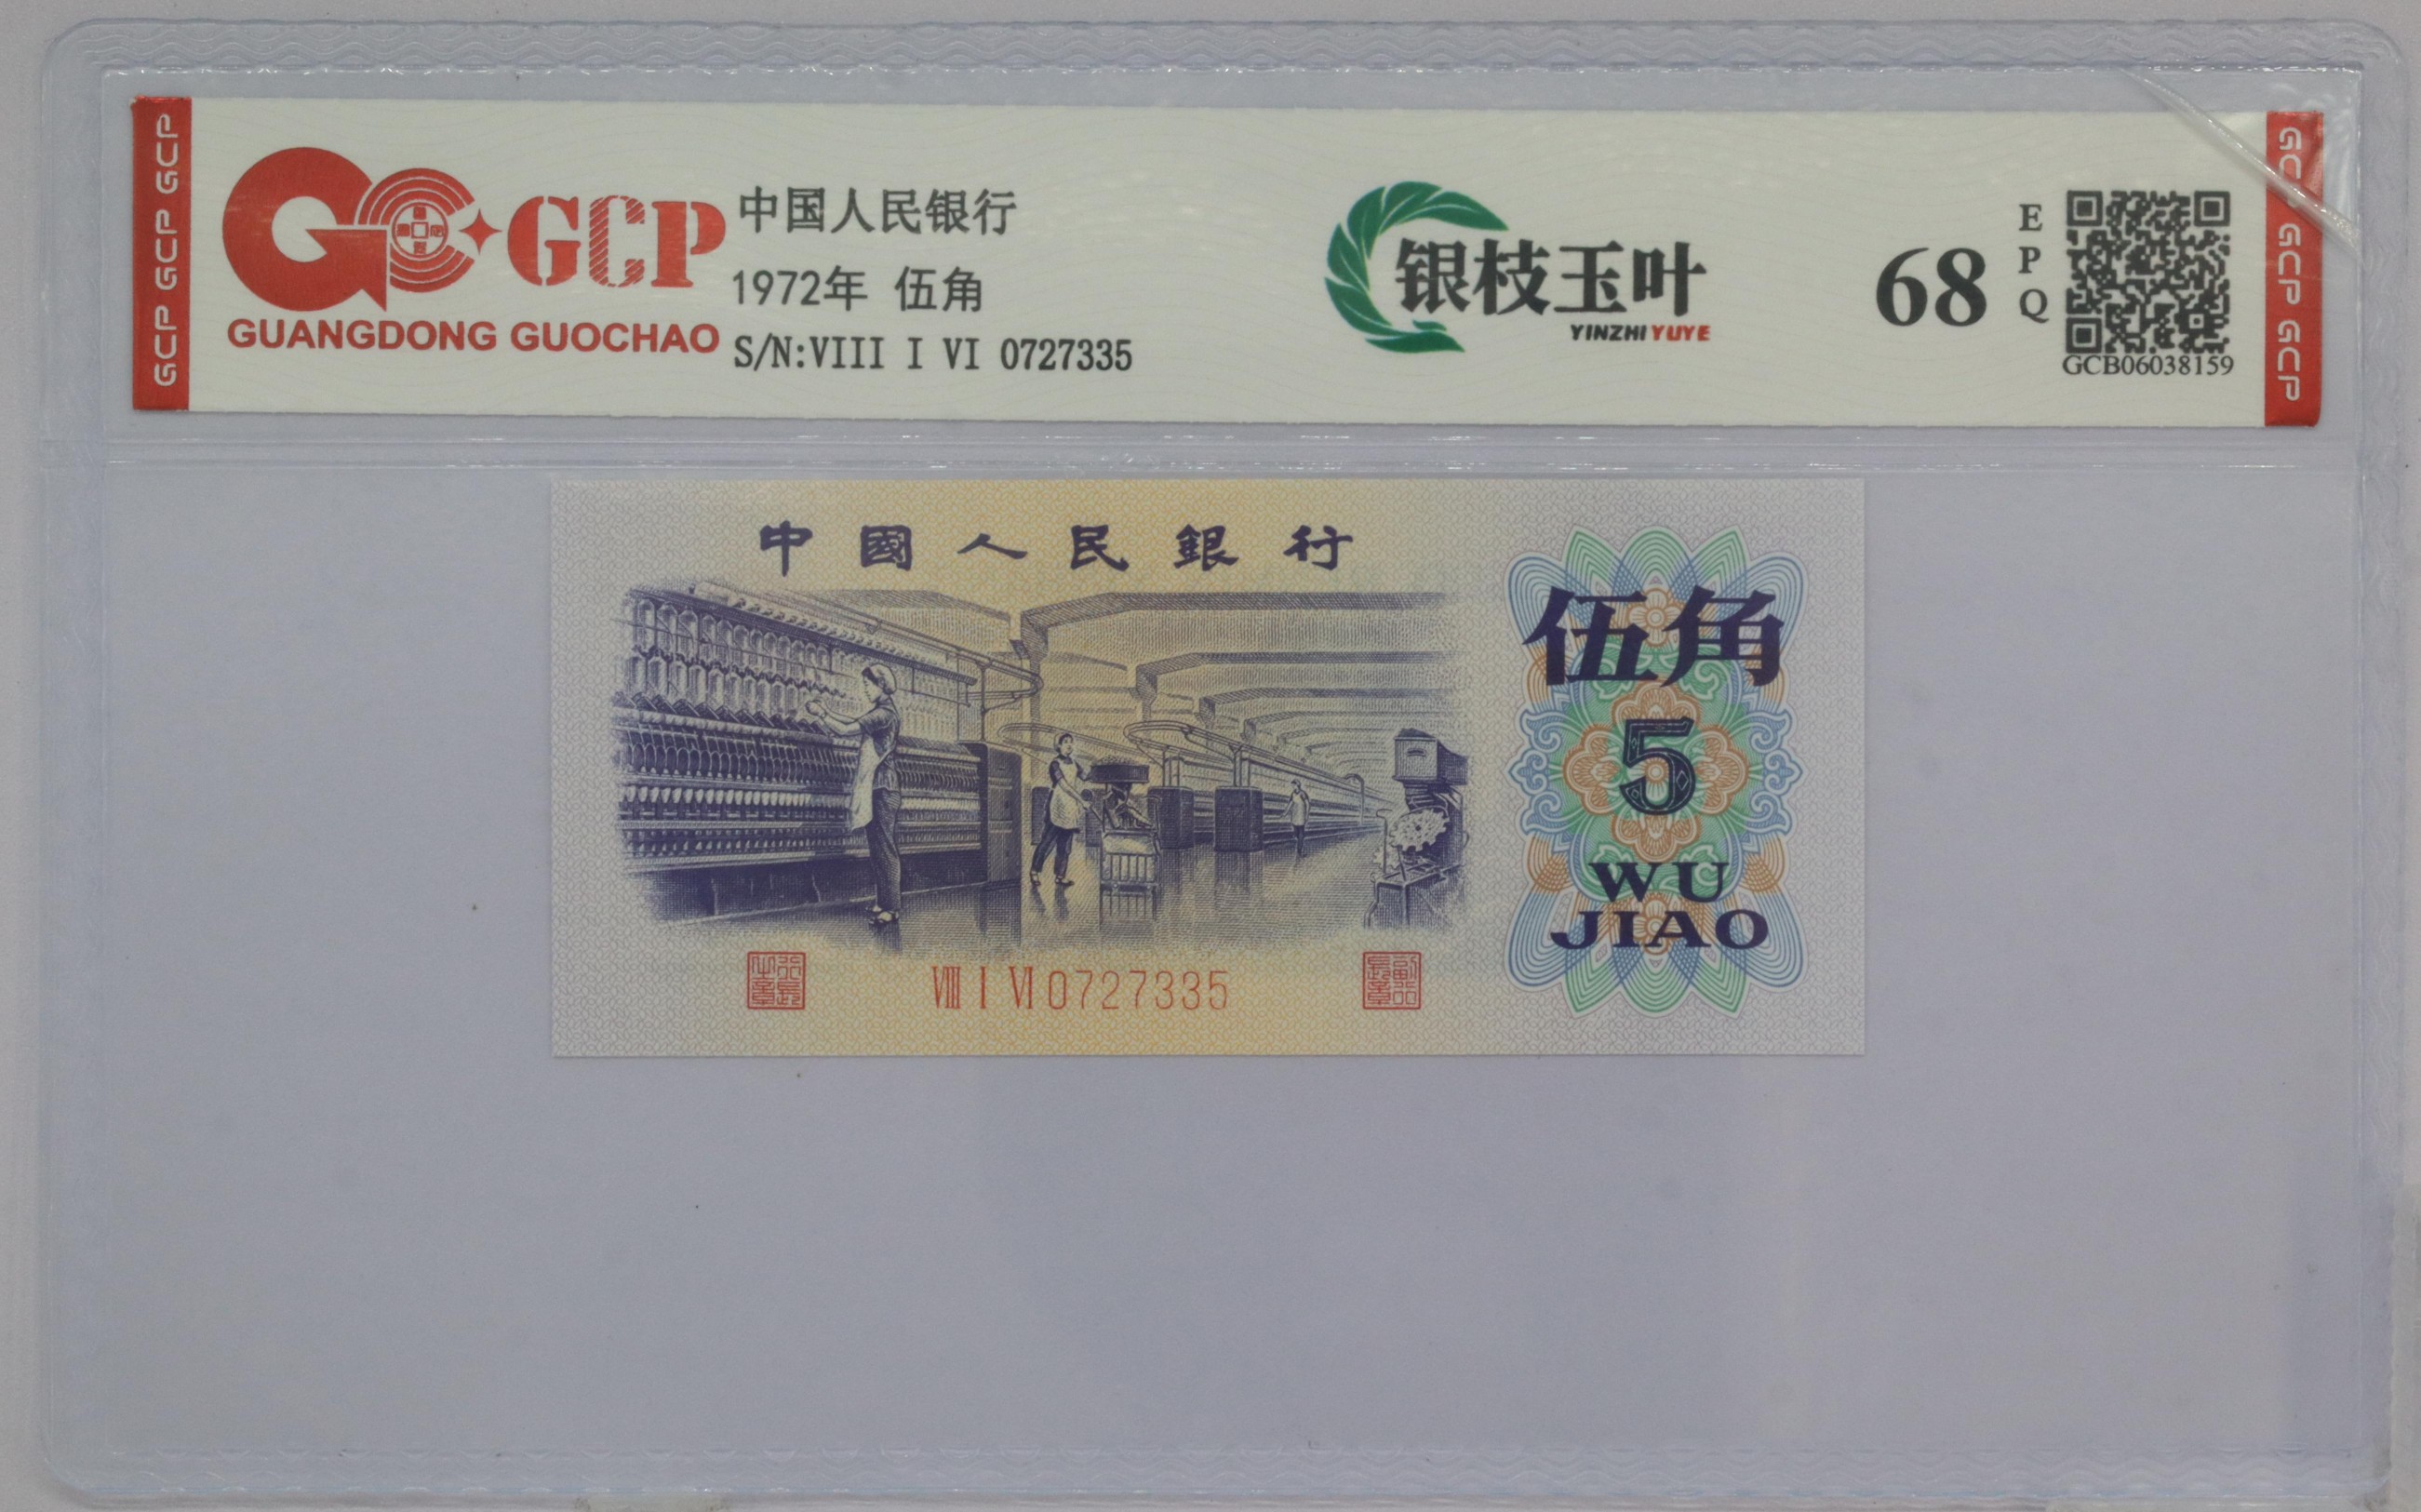 GCP GCP GCP
GCP
GUANGDONG GUOCHAO
中国人民银行
1972年 伍角
S/N:VIII I VI 0727335
银枝玉叶
YINZHI YUYE
68
EPQ
GCB06038159
GCP GCP GCP
中國人民銀行
伍角
5
WU
JIAO
VIII I VI 0727335